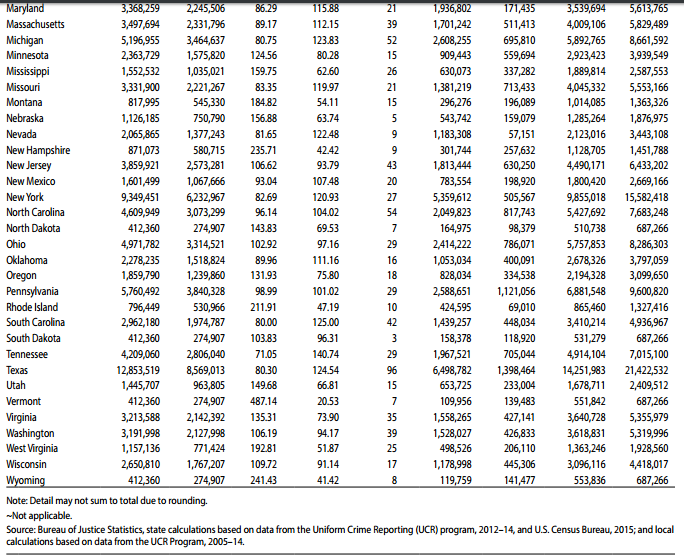 Maryland 3,368,259 2,245,506 86.29 115.88 21 1,936,802 171,435 3,539,694 5,613,765
Massachusetts 3,497,694 2,331,796 89.17 112.15 39 1,701,242 511,413 4,009,106 5,829,489
Michigan 5,196,955 3,464,637 80.75 123.83 52 2,608,255 695,810 5,892,765 8,661,592
Minnesota 2,363,729 1,575,820 124.56 80.28 15 909,443 559,694 2,923,423 3,939,549
Mississippi 1,552,532 1,035,021 159.75 62.60 26 630,073 337,282 1,889,814 2,587,553
Missouri 3,331,900 2,221,267 83.35 119.97 21 1,381,219 713,433 4,045,332 5,553,166
Montana 817,995 545,330 184.82 54.11 15 296,276 196,089 1,014,085 1,363,326
Nebraska 1,126,185 750,790 156.88 63.74 5 543,742 159,079 1,285,264 1,876,975
Nevada 2,065,865 1,377,243 81.65 122.48 9 1,183,308 57,151 2,123,016 3,443,108
New Hampshire 871,073 580,715 235.71 42.42 9 301,744 257,632 1,128,705 1,451,788
New Jersey 3,859,921 2,573,281 106.62 93.79 43 1,813,444 630,250 4,490,171 6,433,202
New Mexico 1,601,499 1,067,666 93.04 107.48 20 783,554 198,920 1,800,420 2,669,166
New York 9,349,451 6,232,967 82.69 120.93 27 5,359,612 505,567 9,855,018 15,582,418
North Carolina 4,609,949 3,073,299 96.14 104.02 54 2,049,823 817,743 5,427,692 7,683,248
North Dakota 412,360 274,907 143.83 69.53 7 164,975 98,379 510,738 687,266
Ohio 4,971,782 3,314,521 102.92 97.16 29 2,414,222 786,071 5,757,853 8,286,303
Oklahoma 2,278,235 1,518,824 89.96 111.16 16 1,053,034 400,091 2,678,326 3,797,059
Oregon 1,859,790 1,239,860 131.93 75.80 18 828,034 334,538 2,194,328 3,099,650
Pennsylvania 5,760,492 3,840,328 98.99 101.02 29 2,588,651 1,121,056 6,881,548 9,600,820
Rhode Island 796,449 530,966 211.91 47.19 10 424,595 69,010 865,460 1,327,416
South Carolina 2,962,180 1,974,787 80.00 125.00 42 1,439,257 448,034 3,410,214 4,936,967
South Dakota 412,360 274,907 103.83 96.31 3 158,378 118,920 531,279 687,266
Tennessee 4,209,060 2,806,040 71.05 140.74 29 1,967,521 705,044 4,914,104 7,015,100
Texas 12,853,519 8,569,013 80.30 124.54 96 6,498,782 1,398,464 14,251,983 21,422,532
Utah 1,445,707 963,805 149.68 66.81 15 653,725 233,004 1,678,711 2,409,512
Vermont 412,360 274,907 487.14 20.53 7 109,956 139,483 551,842 687,266
Virginia 3,213,588 2,142,392 135.31 73.90 35 1,558,265 427,141 3,640,728 5,355,979
Washington 3,191,998 2,127,998 106.19 94.17 39 1,528,027 426,833 3,618,831 5,319,996
West Virginia 1,157,136 771,424 192.81 51.87 25 498,526 206,110 1,363,246 1,928,560
Wisconsin 2,650,810 1,767,207 109.72 91.14 17 1,178,998 445,306 3,096,116 4,418,017
Wyoming 412,360 274,907 241.43 41.42 8 119,759 141,477 553,836 687,266
Note: Detail may not sum to total due to rounding.
~Not applicable.
Source: Bureau of Justice Statistics, state calculations based on data from the Uniform Crime Reporting (UCR) program, 2012–14, and U.S. Census Bureau, 2015; and local
calculations based on data from the UCR Program, 2005–14.